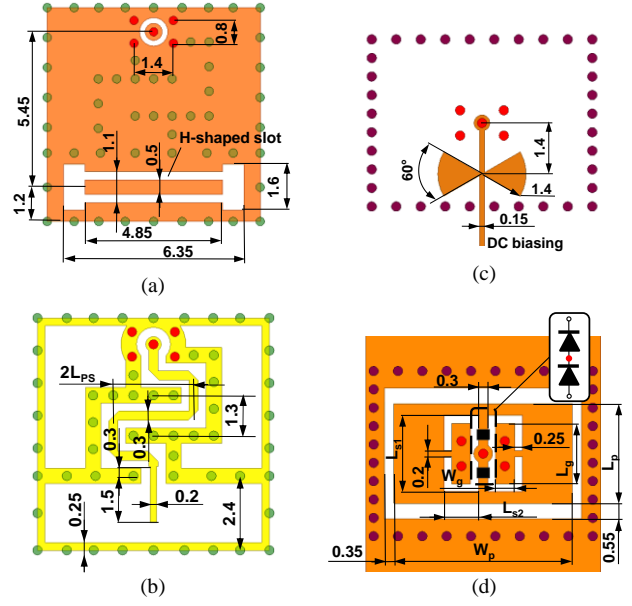 0.8
1.4
5.45
1.1
0.5
H-shaped slot
1.6
1.2
4.85
6.35
(a)
60°
1.4
1.4
0.15
DC biasing
(c)
2L_PS
1.3
0.3
0.3
1.5
0.2
2.4
0.25
(b)
0.3
L_s1
0.2
W_g
0.25
L_g
L_p
L_s2
0.35
W_p
0.55
(d)